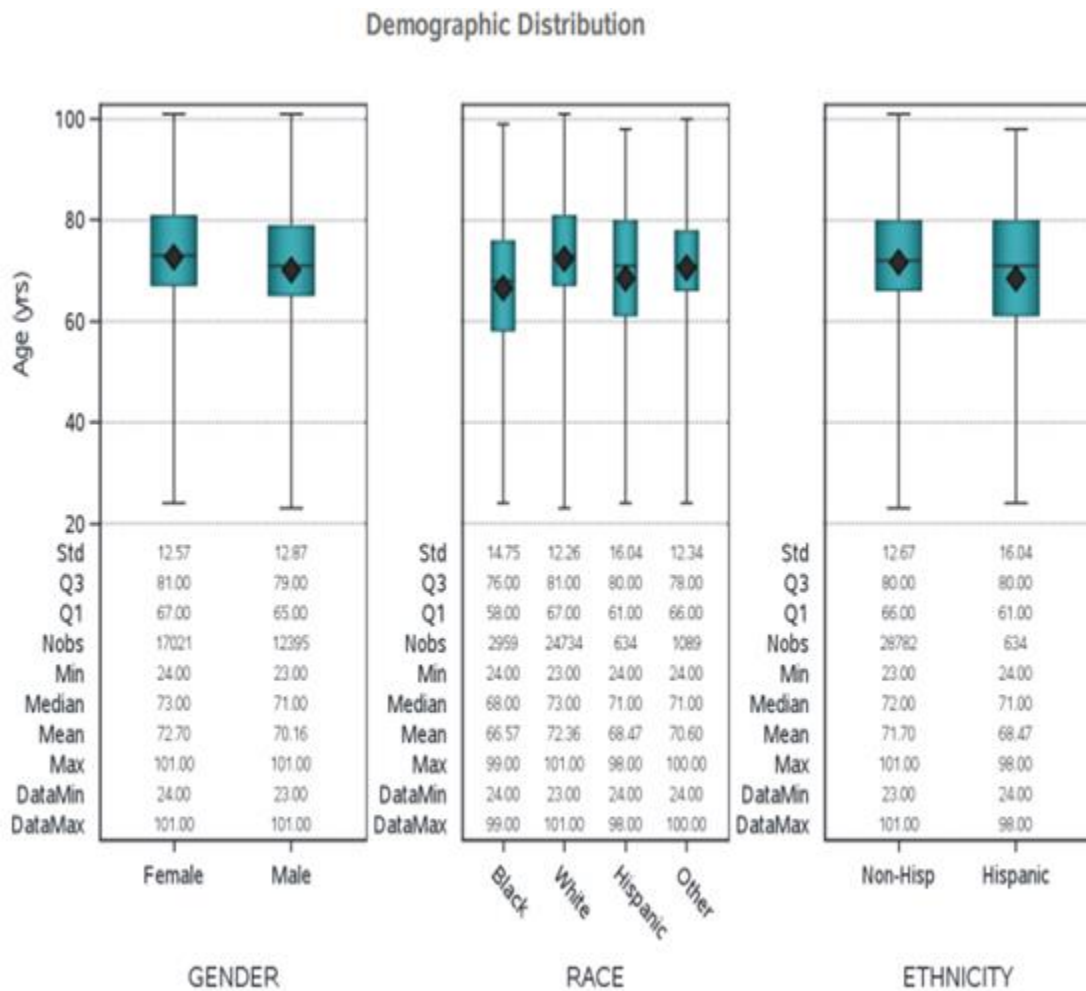 Demographic Distribution
Age (yrs)
100
80
60
40
20
Std 12.57 12.87
Q3 81.00 79.00
Q1 67.00 65.00
Nobs 17021 12395
Min 24.00 23.00
Median 73.00 71.00
Mean 72.70 70.16
Max 101.00 101.00
DataMin 24.00 23.00
DataMax 101.00 101.00
Female Male
GENDER
Std 14.75 12.26 16.04 12.34
Q3 76.00 81.00 80.00 78.00
Q1 58.00 67.00 61.00 66.00
Nobs 2959 24734 634 1089
Min 24.00 23.00 24.00 24.00
Median 68.00 73.00 71.00 71.00
Mean 66.57 72.36 68.47 70.60
Max 99.00 101.00 98.00 100.00
DataMin 24.00 23.00 24.00 24.00
DataMax 99.00 101.00 98.00 100.00
Black White Hispanic Other
RACE
Std 12.67 16.04
Q3 80.00 80.00
Q1 66.00 61.00
Nobs 28782 634
Min 23.00 24.00
Median 72.00 71.00
Mean 71.70 68.47
Max 101.00 98.00
DataMin 23.00 24.00
DataMax 101.00 98.00
Non-Hisp Hispanic
ETHNICITY